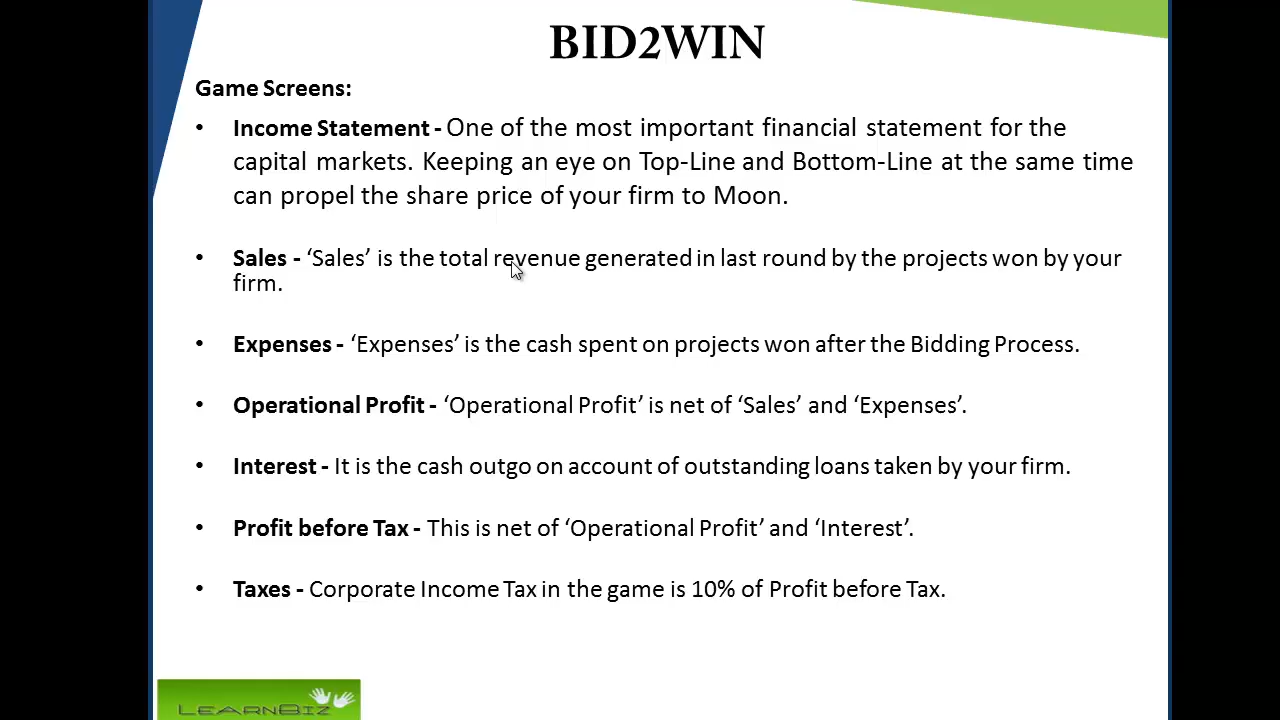 BID2WIN
Game Screens:
• Income Statement - One of the most important financial statement for the
capital markets. Keeping an eye on Top-Line and Bottom-Line at the same time
can propel the share price of your firm to Moon.
• Sales - ‘Sales’ is the total revenue generated in last round by the projects won by your
firm.
• Expenses - ‘Expenses’ is the cash spent on projects won after the Bidding Process.
• Operational Profit - ‘Operational Profit’ is net of ‘Sales’ and ‘Expenses’.
• Interest - It is the cash outgo on account of outstanding loans taken by your firm.
• Profit before Tax - This is net of ‘Operational Profit’ and ‘Interest’.
• Taxes - Corporate Income Tax in the game is 10% of Profit before Tax.
LEARNBIZ